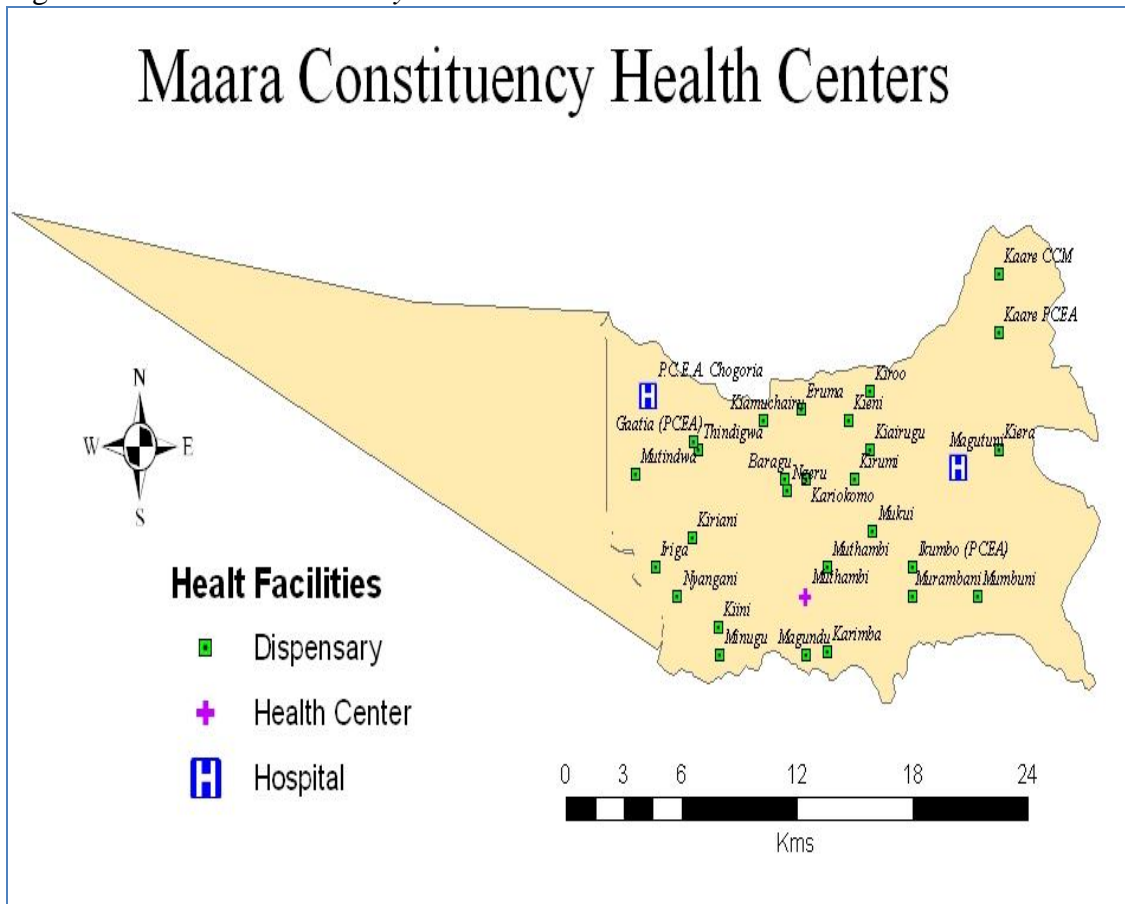 Maara Constituency Health Centers
Kaare CCM
Kaare PCEA
P.C.E.A. Chogoria
Kiroo
Eruma
Kiamuchairu
Kieni
Gaatia (PCEA)
Thindigwa
Kiairugu
Magutuni
Kiera
Mutindwa
Baragu
Ngeru
Kirumi
Kariokomo
N
W
E
S
Kiriani
Mukui
Iriga
Muthambi
Ikumbo (PCEA)
Nyangani
Muthambi
Murambani
Mumbuni
Kiini
Minugu
Magundu
Karimba
Healt Facilities
Dispensary
Health Center
H Hospital
0 3 6 12 18 24
Kms